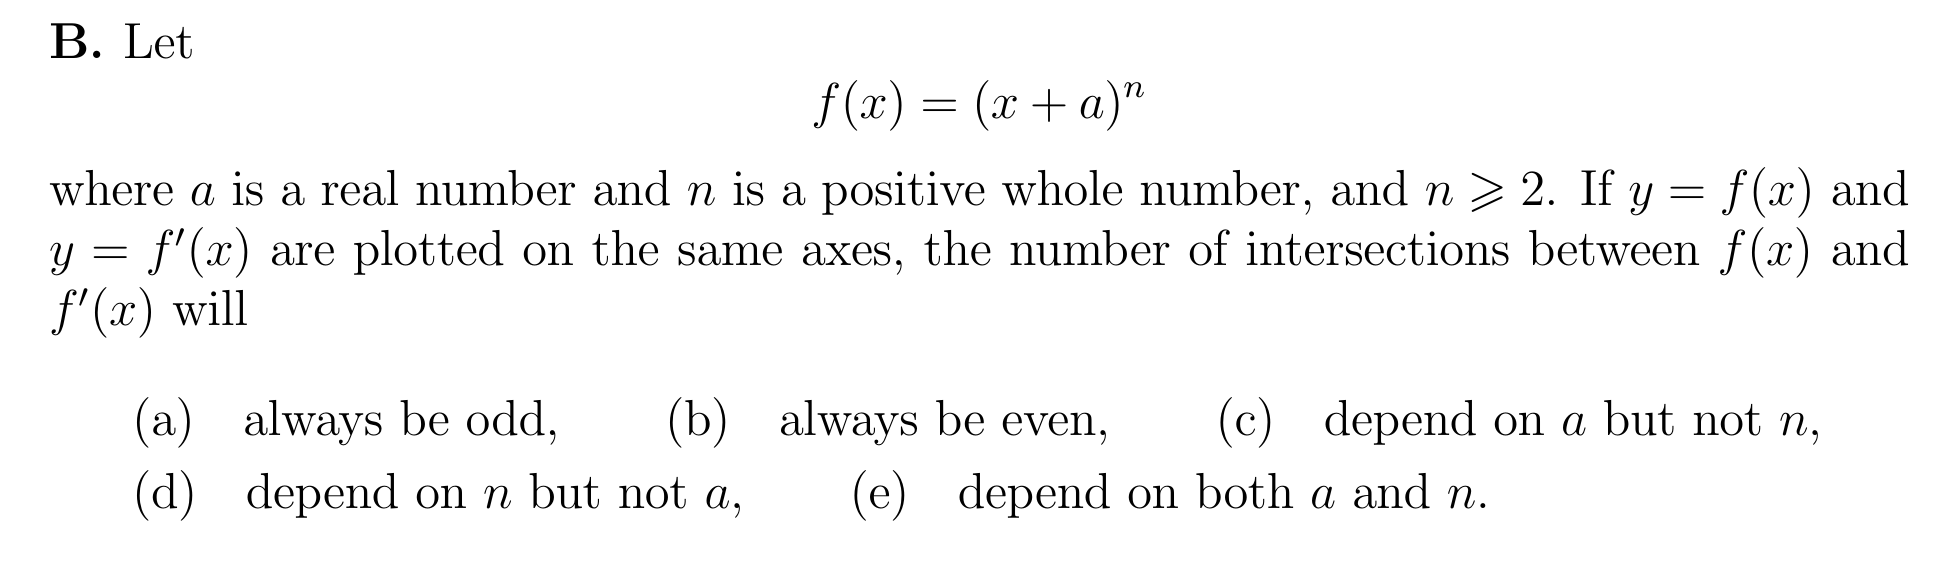 B. Let
f(x) = (x + a)ⁿ
where a is a real number and n is a positive whole number, and n ⩾ 2. If y = f(x) and
y = f′(x) are plotted on the same axes, the number of intersections between f(x) and
f′(x) will
(a) always be odd, (b) always be even, (c) depend on a but not n,
(d) depend on n but not a, (e) depend on both a and n.